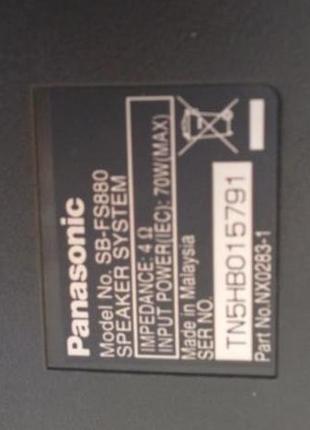 Panasonic
Model No. SB-FS880
SPEAKER SYSTEM
IMPEDANCE: 4 Ω
INPUT POWER(IEC): 70W(MAX)
Made in Malaysia
SER NO.
TN5HB015791
Part No.NX0283-1